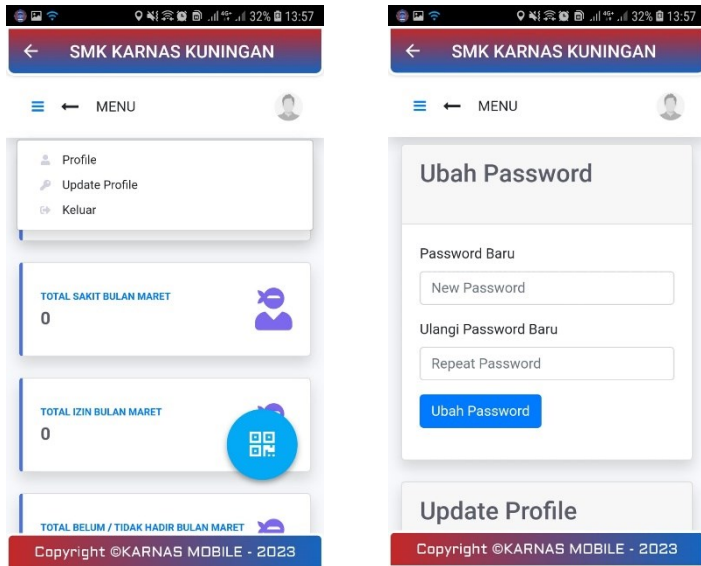 32% 13:57
SMK KARNAS KUNINGAN
MENU
Profile
Update Profile
Keluar
TOTAL SAKIT BULAN MARET
0
TOTAL IZIN BULAN MARET
0
TOTAL BELUM / TIDAK HADIR BULAN MARET
Copyright ©KARNAS MOBILE - 2023
32% 13:57
SMK KARNAS KUNINGAN
MENU
Ubah Password
Password Baru
New Password
Ulangi Password Baru
Repeat Password
Ubah Password
Update Profile
Copyright ©KARNAS MOBILE - 2023